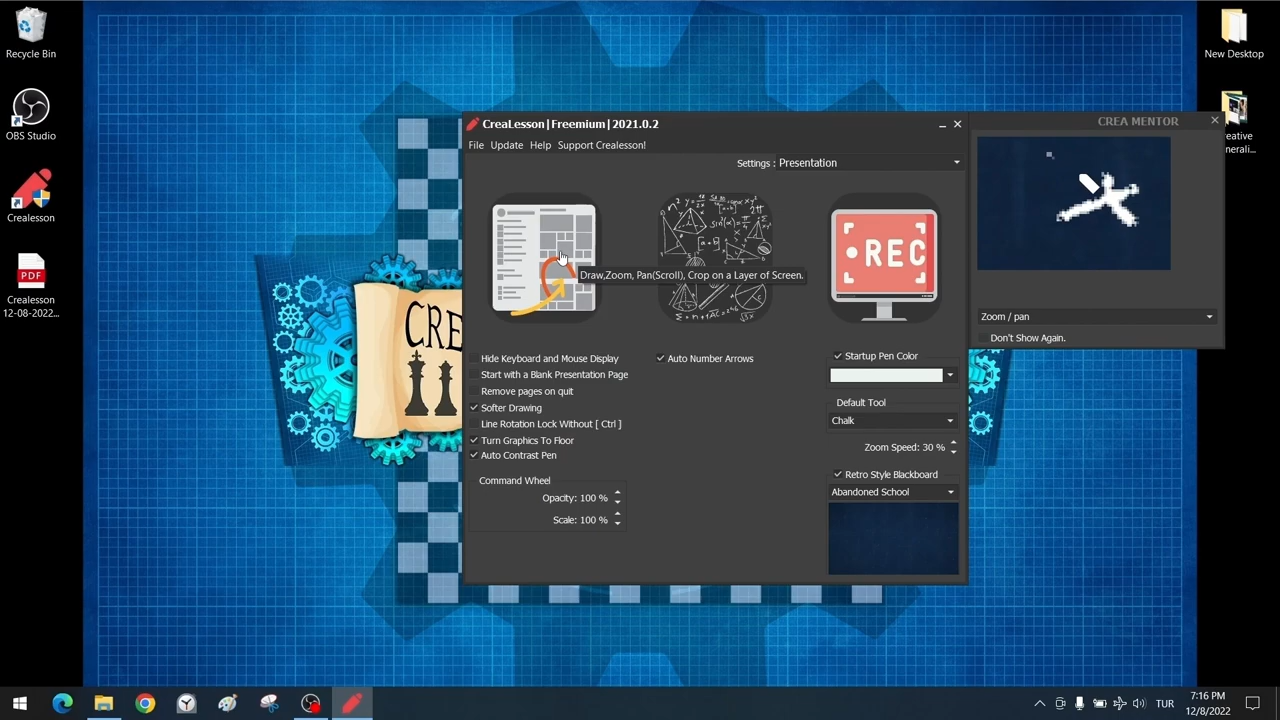 Recycle Bin
OBS Studio
Crealesson
PDF
Crealesson
12-08-2022...
New Desktop
CreaLesson|Freemium|2021.0.2
File Update Help Support Crealesson!
Settings : Presentation
REC
Draw,Zoom, Pan(Scroll), Crop on a Layer of Screen.
Hide Keyboard and Mouse Display
Start with a Blank Presentation Page
Remove pages on quit
Softer Drawing
Line Rotation Lock Without [ Ctrl ]
Turn Graphics To Floor
Auto Contrast Pen
Command Wheel
Opacity: 100 %
Scale: 100 %
Auto Number Arrows
Startup Pen Color
Default Tool
Chalk
Zoom Speed: 30 %
Retro Style Blackboard
Abandoned School
CREA MENTOR
Zoom / pan
Don't Show Again.
CRE
TUR
7:16 PM
12/8/2022